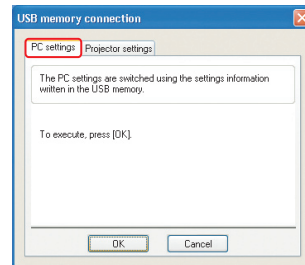 USB memory connection
PC settings Projector settings
The PC settings are switched using the settings information
written in the USB memory.
To execute, press [OK].
OK Cancel